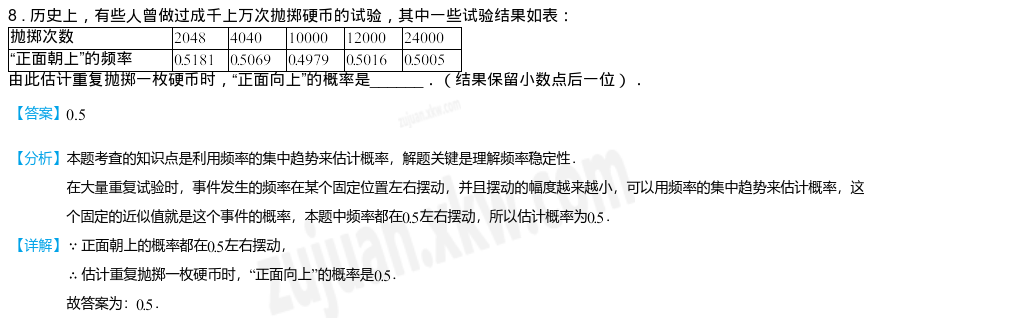 8．历史上，有些人曾做过成千上万次抛掷硬币的试验，其中一些试验结果如表：
抛掷次数 2048 4040 10000 12000 24000
“正面朝上”的频率 0.5181 0.5069 0.4979 0.5016 0.5005
由此估计重复抛掷一枚硬币时，“正面向上”的概率是______．（结果保留小数点后一位）．
【答案】0.5
zujuan.xkw.com
【分析】本题考查的知识点是利用频率的集中趋势来估计概率，解题关键是理解频率稳定性．
在大量重复试验时，事件发生的频率在某个固定位置左右摆动，并且摆动的幅度越来越小，可以用频率的集中趋势来估计概率，这
个固定的近似值就是这个事件的概率，本题中频率都在0.5左右摆动，所以估计概率为0.5．
【详解】∵正面朝上的概率都在0.5左右摆动，
∴估计重复抛掷一枚硬币时，“正面向上”的概率是0.5．
故答案为：0.5．
zujuan.xkw.com